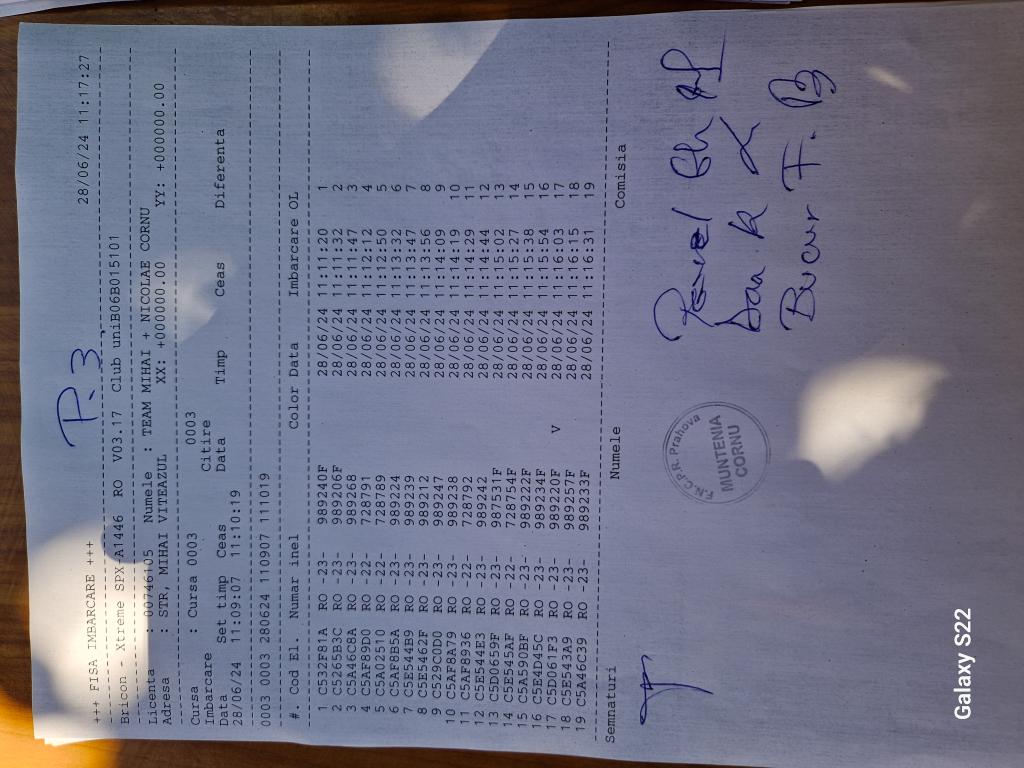 P. 3
+++ FISA IMBARCARE +++ 28/06/24 11:17:27
Bricon - Xtreme SPX-A1446 RO V03.17 Club uniB06B015101
Licenta : 00746105 Numele : TEAM MIHAI + NICOLAE CORNU
Adresa : STR, MIHAI VITEAZUL XX: +000000.00 YY: +000000.00
Cursa : Cursa 0003 0003
Imbarcare Citire
Data Set timp Ceas Data Timp Ceas Diferenta
28/06/24 11:09:07 11:10:19
0003 0003 280624 110907 111019
#. Cod El. Numar inel Color Data Imbarcare OL
1 C532F81A RO -23- 989240F 28/06/24 11:11:20 1
2 C5265B3C RO -23- 989206F 28/06/24 11:11:32 2
3 C5A46C8A RO -23- 989268 28/06/24 11:11:47 3
4 C5AF89D0 RO -22- 728791 28/06/24 11:12:12 4
5 C5A02510 RO -22- 728789 28/06/24 11:12:50 5
6 C5AF8B5A RO -23- 989224 28/06/24 11:13:32 6
7 C5E544B9 RO -23- 989239 28/06/24 11:13:47 7
8 C5E5462F RO -23- 989212 28/06/24 11:13:56 8
9 C529C0D0 RO -23- 989247 28/06/24 11:14:09 9
10 C5AF8A79 RO -23- 989238 28/06/24 11:14:19 10
11 C5AF8936 RO -22- 728792 28/06/24 11:14:29 11
12 C5E544E3 RO -23- 989242 28/06/24 11:14:44 12
13 C5D0659F RO -23- 987531F 28/06/24 11:15:02 13
14 C5E545AF RO -22- 728754F 28/06/24 11:15:27 14
15 C5A590BF RO -23- 989222F 28/06/24 11:15:38 15
16 C5E4D45C RO -23- 989234F 28/06/24 11:15:54 16
17 C5D061F3 RO -23- 989220F V 28/06/24 11:16:03 17
18 C5E543A9 RO -23- 989257F 28/06/24 11:16:15 18
19 C5A46C39 RO -23- 989233F 28/06/24 11:16:31 19
Semnaturi Numele Comisia
F.N.C.P.R. Prahova
MUNTENIA
CORNU
Pavel Gh
Dan. R
Bucur F.
Galaxy S22